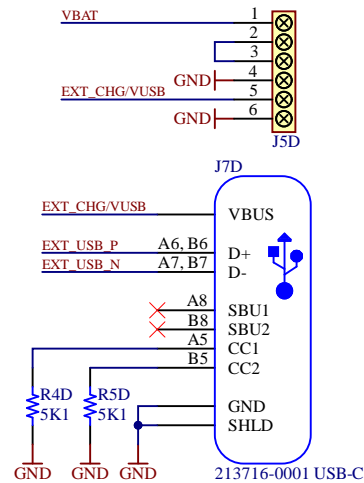 VBAT 1
2
3
GND 4
EXT_CHG/VUSB 5
GND 6
J5D
J7D
EXT_CHG/VUSB VBUS
EXT_USB_P A6, B6 D+
EXT_USB_N A7, B7 D-
A8 SBU1
B8 SBU2
A5 CC1
B5 CC2
R4D R5D GND
5K1 5K1 SHLD
GND GND GND 213716-0001 USB-C